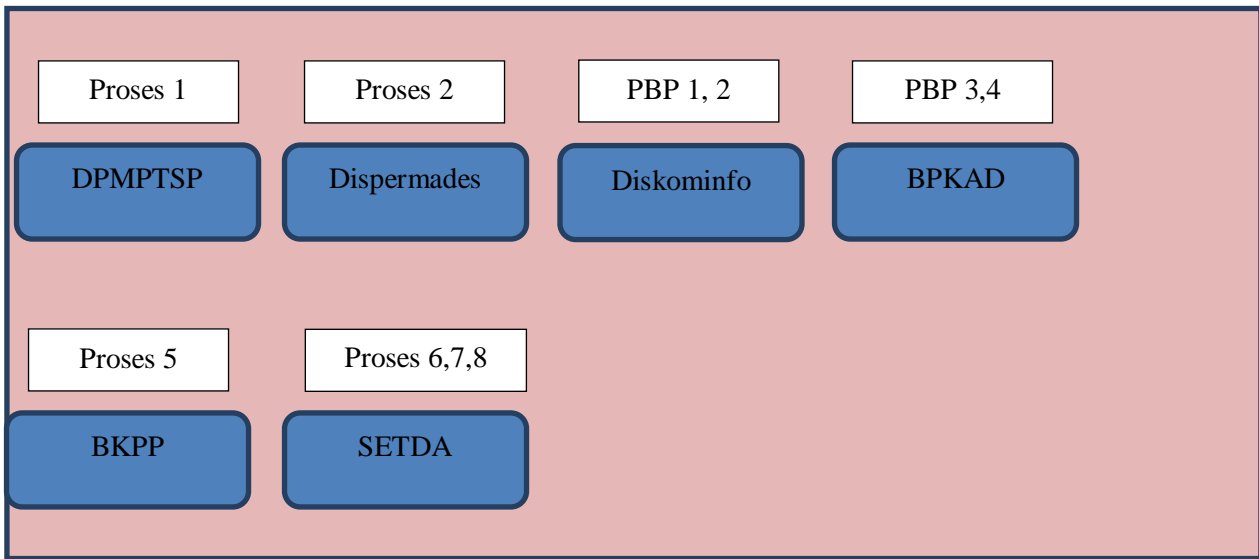 Proses 1
Proses 2
PBP 1, 2
PBP 3,4
DPMPTSP
Dispermades
Diskominfo
BPKAD
Proses 5
Proses 6,7,8
BKPP
SETDA